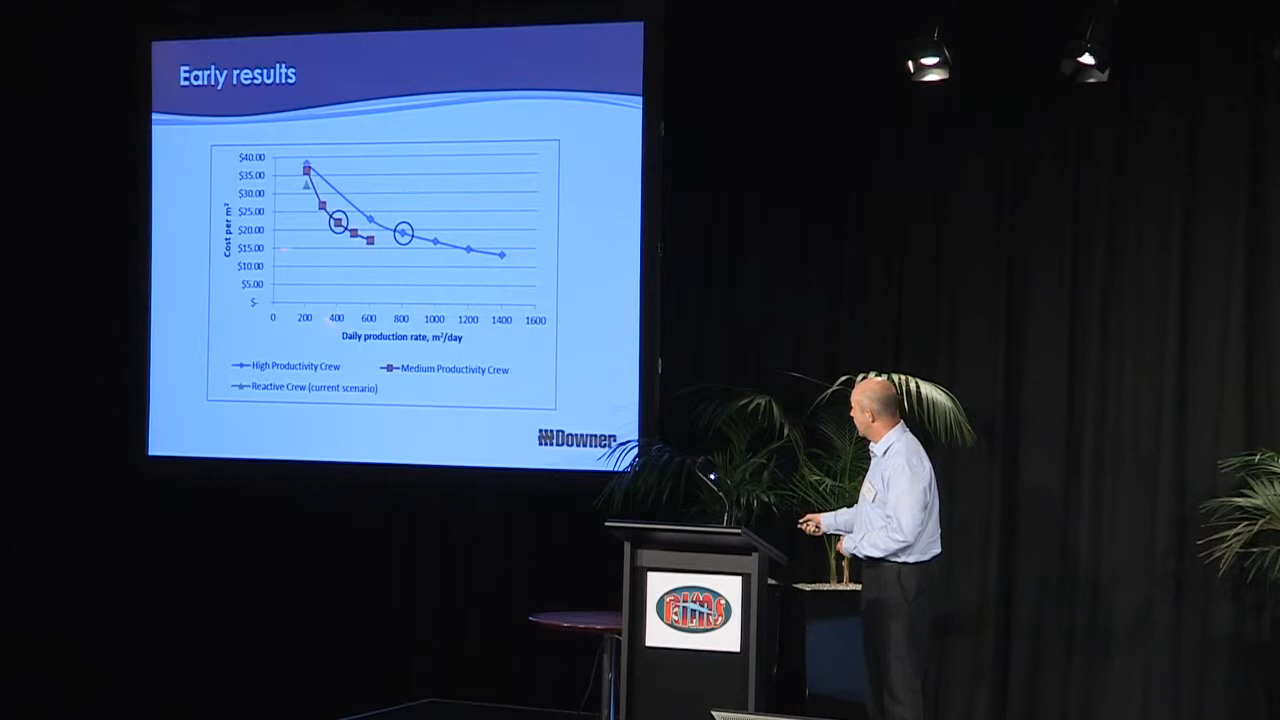 Early results
$40.00
$35.00
$30.00
$25.00
$20.00
$15.00
$10.00
$5.00
$-
Cost per m²
0 200 400 600 800 1000 1200 1400 1600
Daily production rate, m²/day
High Productivity Crew
Medium Productivity Crew
Reactive Crew (current scenario)
Downer
RIMS